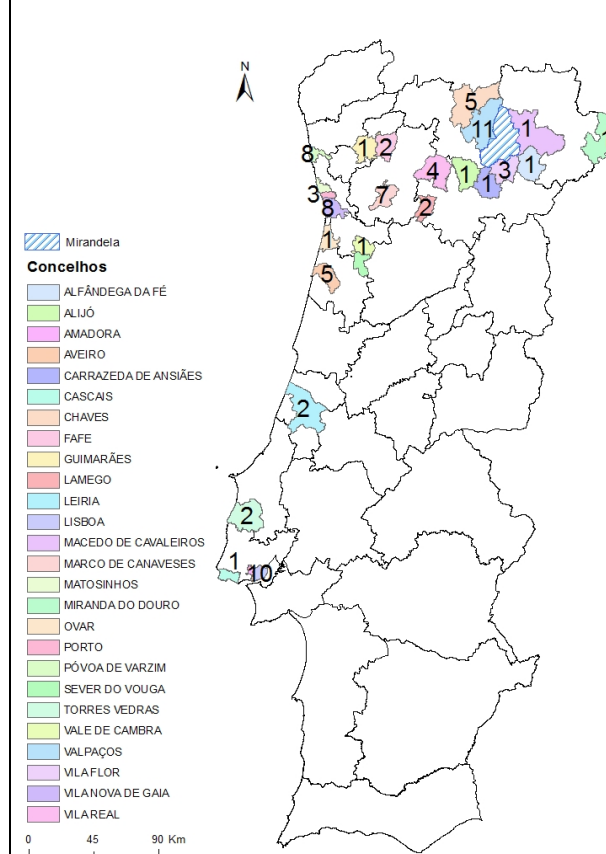 N
5
11
1
8
1
2
4
1
3
1
1
3
7
8
2
1
1
5
2
2
1
10
Mirandela
Concelhos
ALFÂNDEGA DA FÉ
ALIJÓ
AMADORA
AVEIRO
CARRAZEDA DE ANSIÃES
CASCAIS
CHAVES
FAFE
GUIMARÃES
LAMEGO
LEIRIA
LISBOA
MACEDO DE CAVALEIROS
MARCO DE CANAVESES
MATOSINHOS
MIRANDA DO DOURO
OVAR
PORTO
PÓVOA DE VARZIM
SEVER DO VOUGA
TORRES VEDRAS
VALE DE CAMBRA
VALPAÇOS
VILA FLOR
VILA NOVA DE GAIA
VILA REAL
0 45 90 Km